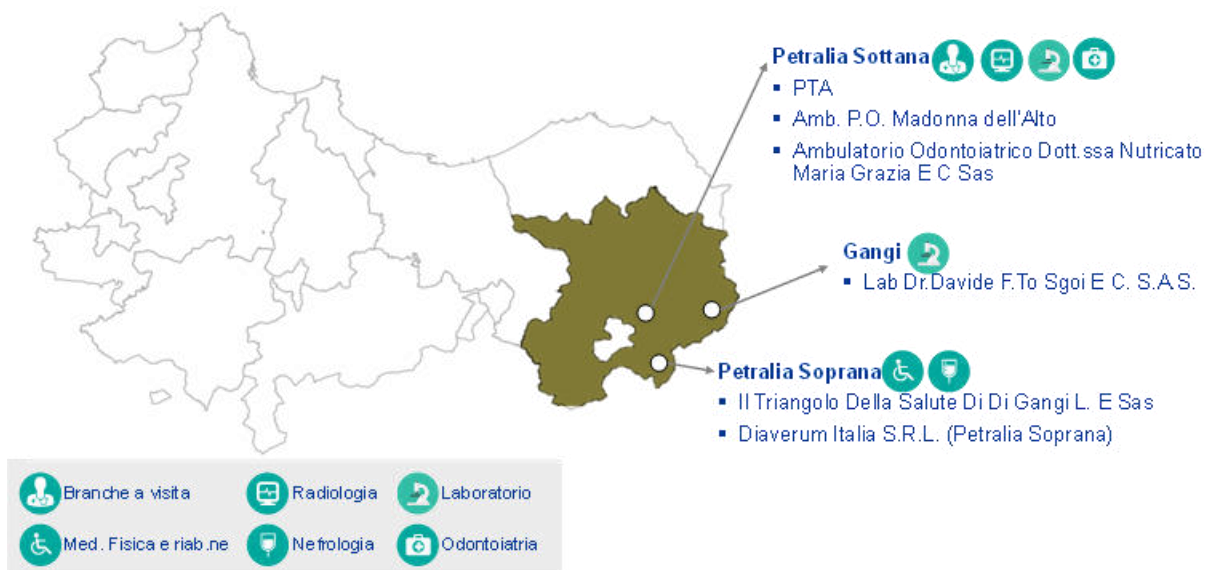 Petralia Sottana
▪ PTA
▪ Amb. P.O. Madonna dell'Alto
▪ Ambulatorio Odontoiatrico Dott.ssa Nutricato
Maria Grazia E C Sas
Gangi
▪ Lab Dr.Davide F.To Sgoi E C. S.A.S.
Petralia Soprana
▪ Il Triangolo Della Salute Di Di Gangi L. E Sas
▪ Diaverum Italia S.R.L. (Petralia Soprana)
Branche a visita
Radiologia
Laboratorio
Med. Fisica e riab.ne
Nefrologia
Odontoiatria